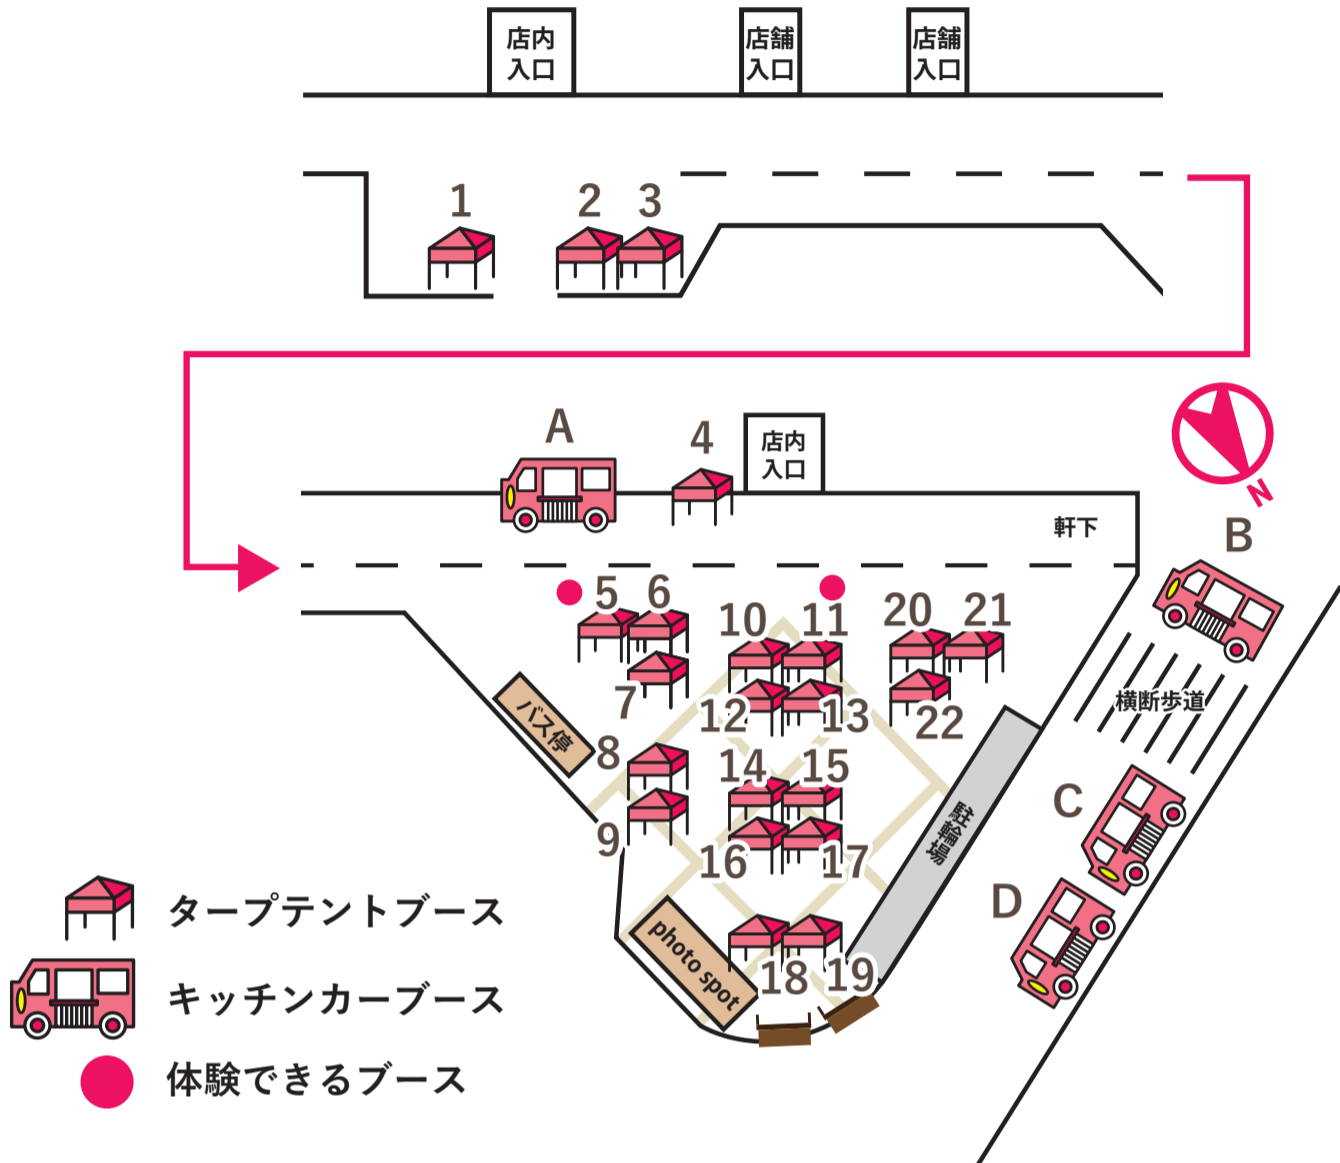 店内
入口
店舗
入口
店舗
入口
1
2
3
A
4
店内
入口
N
軒下
B
5
6
10
11
20
21
7
12
13
22
バス停
横断歩道
8
14
15
C
9
16
17
駐輪場
D
photo spot
18
19
タープテントブース
キッチンカーブース
体験できるブース